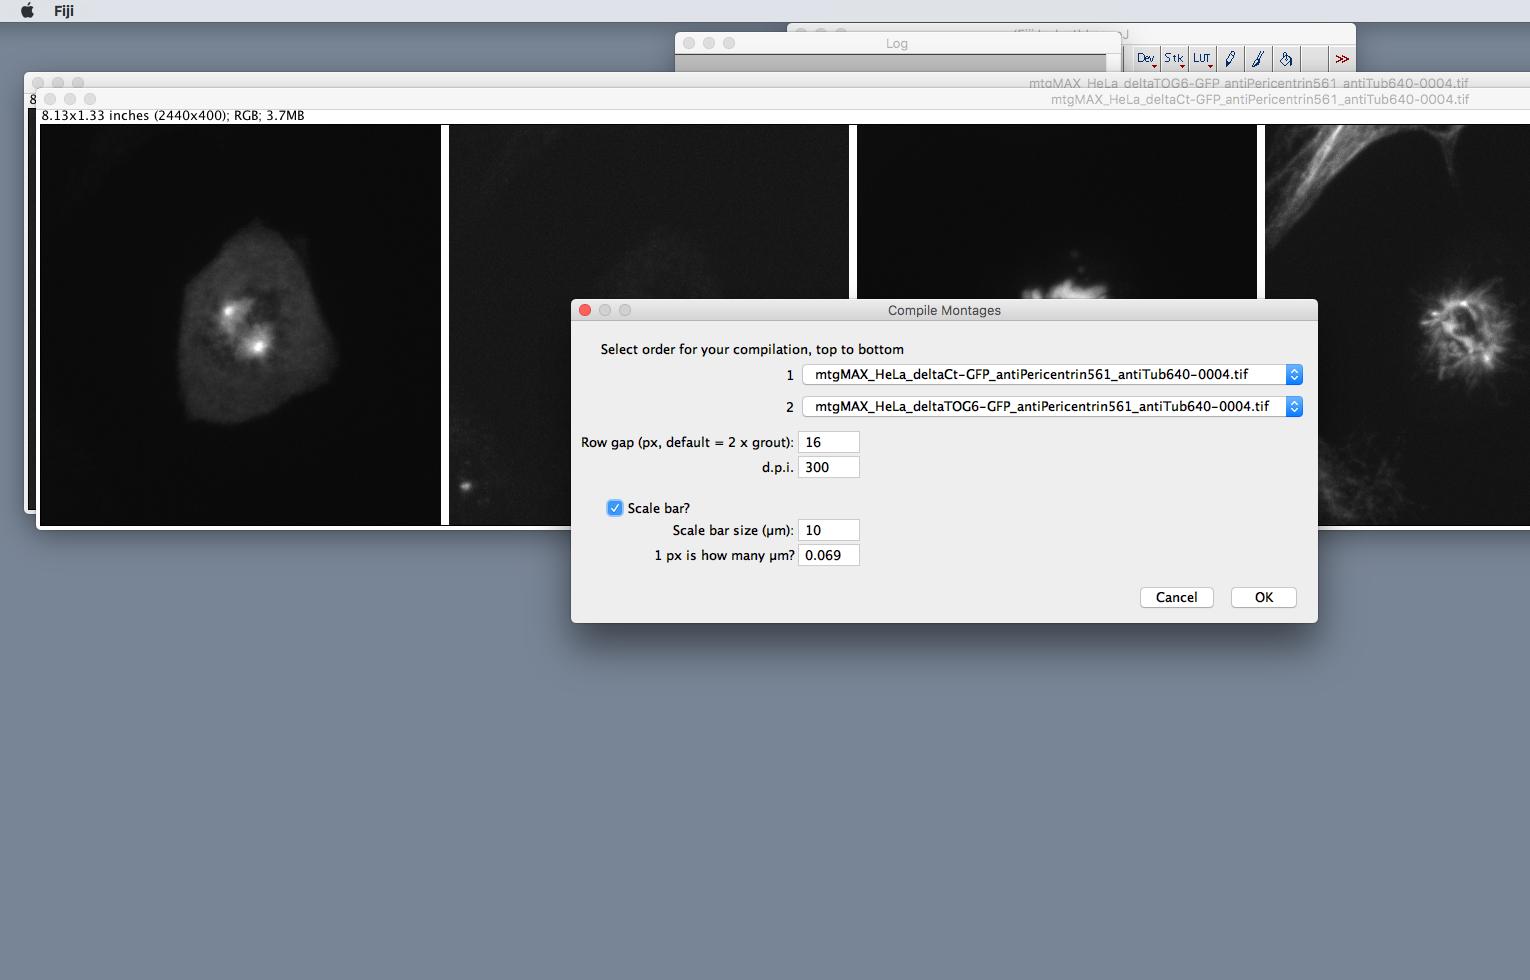 Fiji
Log
Dev Stk LUT >>
mtgMAX_HeLa_deltaTOG6-GFP_antiPericentrin561_antiTub640-0004.tif
8
mtgMAX_HeLa_deltaCt-GFP_antiPericentrin561_antiTub640-0004.tif
8.13x1.33 inches (2440x400); RGB; 3.7MB
Compile Montages
Select order for your compilation, top to bottom
1 mtgMAX_HeLa_deltaCt-GFP_antiPericentrin561_antiTub640-0004.tif
2 mtgMAX_HeLa_deltaTOG6-GFP_antiPericentrin561_antiTub640-0004.tif
Row gap (px, default = 2 x grout): 16
d.p.i. 300
Scale bar?
Scale bar size (µm): 10
1 px is how many µm? 0.069
Cancel OK